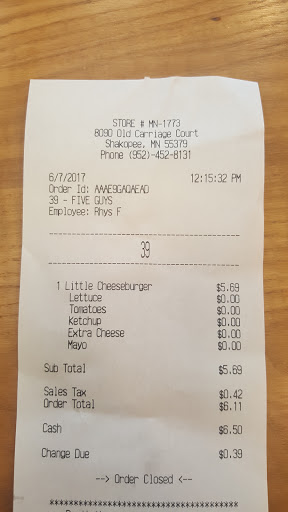 STORE # MN-1773
8090 Old Carriage Court
Shakopee, MN 55379
Phone (952)-452-8131
6/7/2017 12:15:32 PM
Order Id: AAAE9GAQAEAD
39 - FIVE GUYS
Employee: Rhys F
39
1 Little Cheeseburger $5.69
Lettuce $0.00
Tomatoes $0.00
Ketchup $0.00
Extra Cheese $0.00
Mayo $0.00
Sub Total $5.69
Sales Tax $0.42
Order Total $6.11
Cash $6.50
Change Due $0.39
--> Order Closed <--